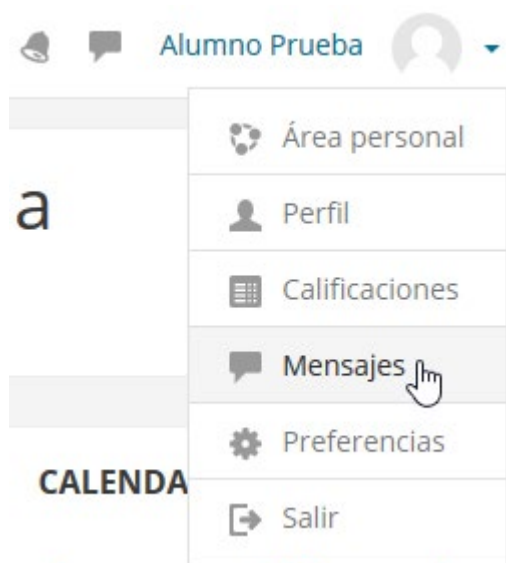 Alumno Prueba
Área personal
a
Perfil
Calificaciones
Mensajes
Preferencias
CALENDA
Salir